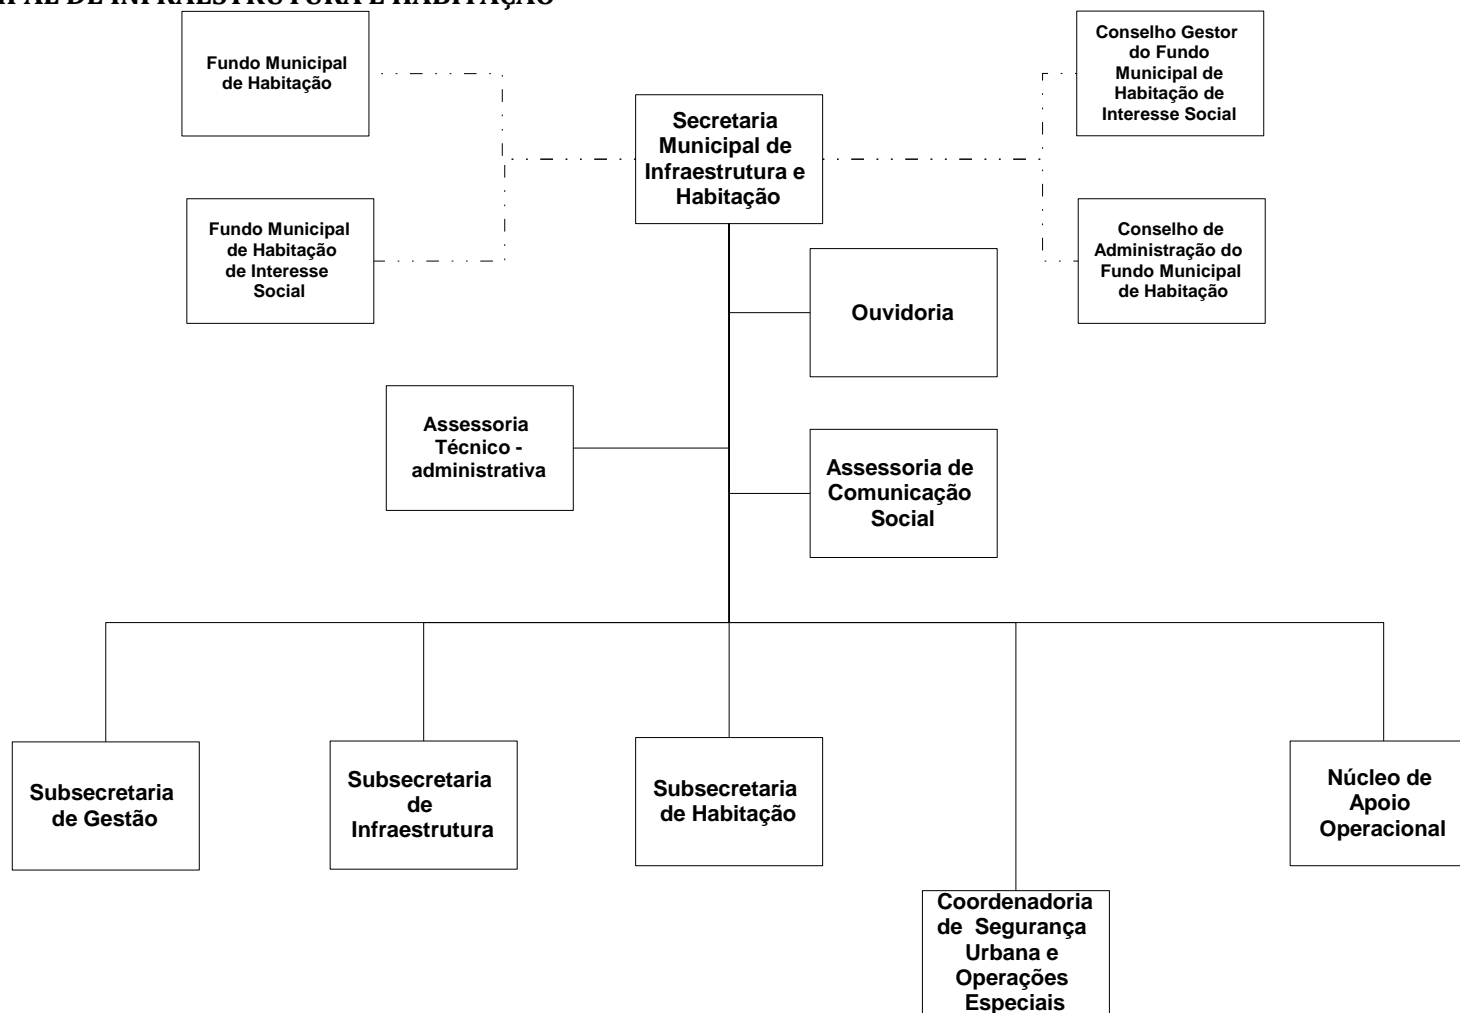 DE INFRAESTRUTURA E HABITAÇÃO
Fundo Municipal
de Habitação
Conselho Gestor
do Fundo
Municipal de
Habitação de
Interesse Social
Secretaria
Municipal de
Infraestrutura e
Habitação
Fundo Municipal
de Habitação
de Interesse
Social
Conselho de
Administração do
Fundo Municipal
de Habitação
Ouvidoria
Assessoria
Técnico -
administrativa
Assessoria de
Comunicação
Social
Subsecretaria
de Gestão
Subsecretaria
de
Infraestrutura
Subsecretaria
de Habitação
Núcleo de
Apoio
Operacional
Coordenadoria
de Segurança
Urbana e
Operações
Especiais